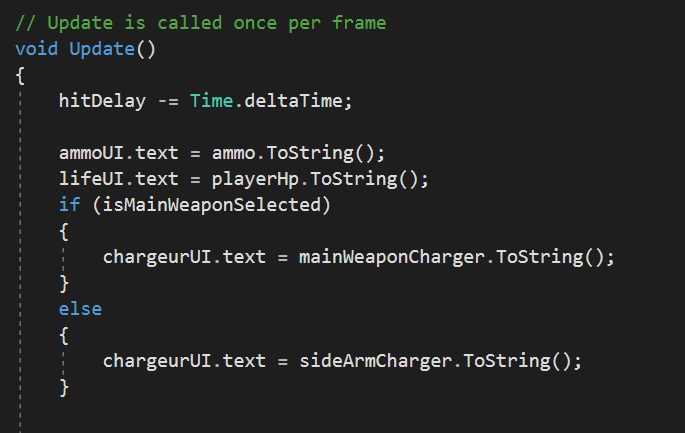 // Update is called once per frame
void Update()
{
hitDelay -= Time.deltaTime;
ammoUI.text = ammo.ToString();
lifeUI.text = playerHp.ToString();
if (isMainWeaponSelected)
{
chargeurUI.text = mainWeaponCharger.ToString();
}
else
{
chargeurUI.text = sideArmCharger.ToString();
}